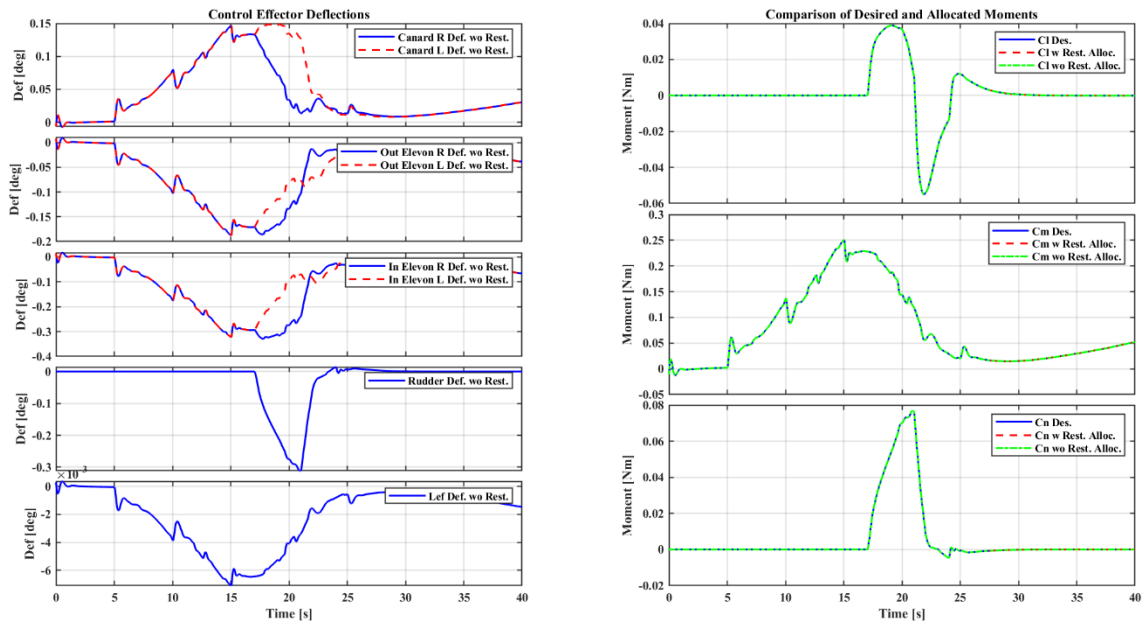 Control Effector Deflections
0.15
0.1
0.05
0
Def [deg]
Canard R Def. wo Rest.
Canard L Def. wo Rest.
0
-0.05
-0.1
-0.15
-0.2
Def [deg]
Out Elevon R Def. wo Rest.
Out Elevon L Def. wo Rest.
0
-0.1
-0.2
-0.3
-0.4
Def [deg]
In Elevon R Def. wo Rest.
In Elevon L Def. wo Rest.
0
-0.1
-0.2
-0.3
Def [deg]
Rudder Def. wo Rest.
×10⁻³
0
-2
-4
-6
Def [deg]
Lef Def. wo Rest.
0 5 10 15 20 25 30 35 40
Time [s]
Comparison of Desired and Allocated Moments
0.04
0.02
0
-0.02
-0.04
-0.06
Moment [Nm]
Cl Des.
Cl w Rest. Alloc.
Cl wo Rest. Alloc.
0.3
0.25
0.2
0.15
0.1
0.05
0
-0.05
Moment [Nm]
Cm Des.
Cm w Rest. Alloc.
Cm wo Rest. Alloc.
0.08
0.06
0.04
0.02
0
-0.02
Moment [Nm]
Cn Des.
Cn w Rest. Alloc.
Cn wo Rest. Alloc.
0 5 10 15 20 25 30 35 40
Time [s]